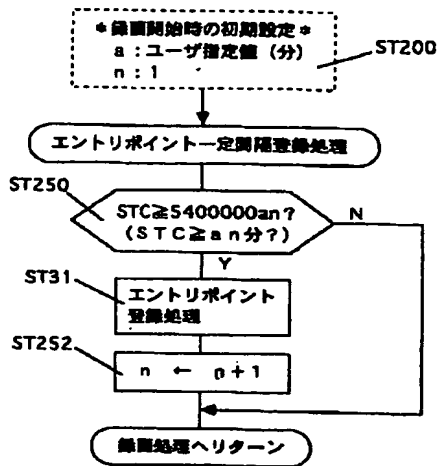 *録画開始時の初期設定*
a:ユーザ指定値(分)
n:1
ST200
エントリポイント一定間隔登録処理
ST250
STC≧5400000an?
(STC≧an分?)
N
Y
ST31
エントリポイント
登録処理
ST252
n ← n+1
録画処理へリターン